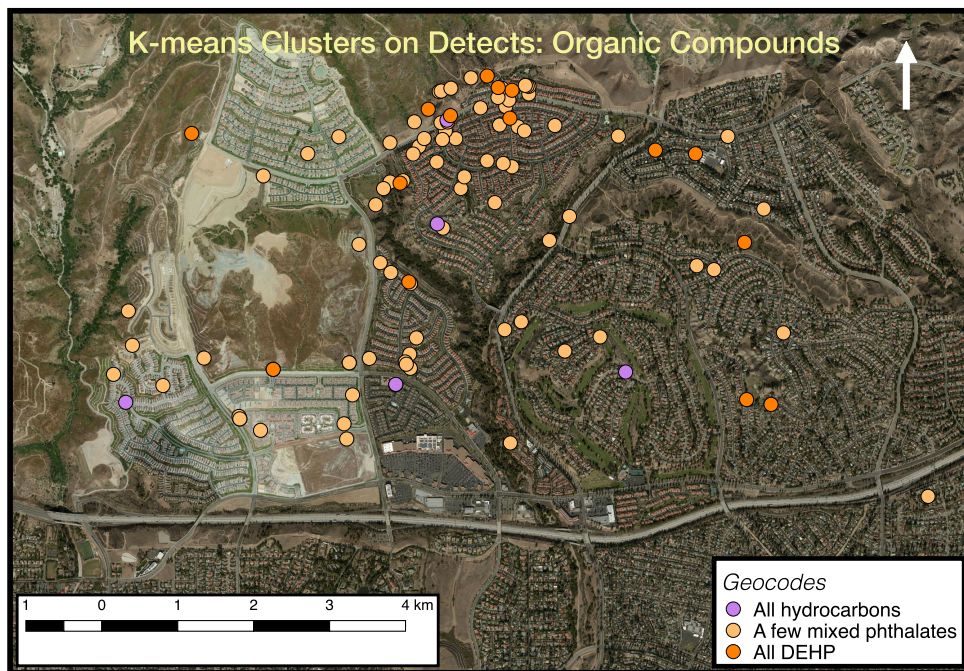 K-means Clusters on Detects: Organic Compounds
1 0 1 2 3 4 km
Geocodes
All hydrocarbons
A few mixed phthalates
All DEHP